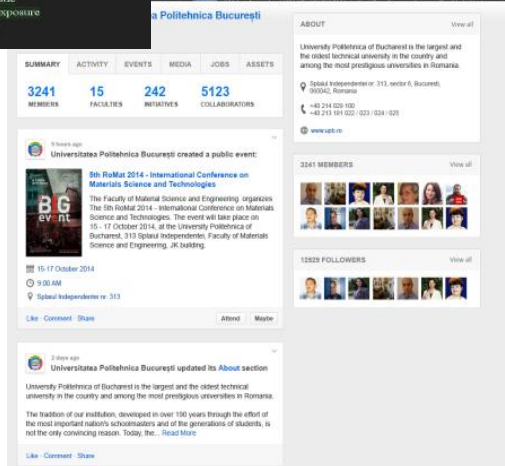 exposure
ea Politehnica București
SUMMARY ACTIVITY EVENTS MEDIA JOBS ASSETS
3241 15 242 5123
MEMBERS FACULTIES INITIATIVES COLLABORATORS
9 hours ago
Universitatea Politehnica București created a public event:
BIG
event
5th RoMat 2014 - International Conference on
Materials Science and Technologies
The Faculty of Material Science and Engineering organizes
The 5th RoMat 2014 - International Conference on Materials
Science and Technologies. The event will take place on
15 - 17 October 2014, at the University Politehnica of
Bucharest, 313 Splaiul Independentei, Faculty of Materials
Science and Engineering, JK building.
15-17 October 2014
9:00 AM
Splaiul Independentei nr. 313
Like · Comment · Share
Attend Maybe
2 days ago
Universitatea Politehnica București updated its About section
University Politehnica of Bucharest is the largest and the oldest technical
university in the country and among the most prestigious universities in Romania.
The tradition of our institution, developed in over 190 years through the effort of
the most important nation's schoolmasters and of the generations of students, is
not the only convincing reason. Today, the... Read More
Like · Comment · Share
ABOUT View all
University Politehnica of Bucharest is the largest and
the oldest technical university in the country and
among the most prestigious universities in Romania.
Splaiul Independentei nr. 313, sector 6, Bucuresti,
060042, Romania
+40 214 029 100
+40 213 181 022 / 023 / 024 / 025
www.upb.ro
3241 MEMBERS View all
12929 FOLLOWERS View all